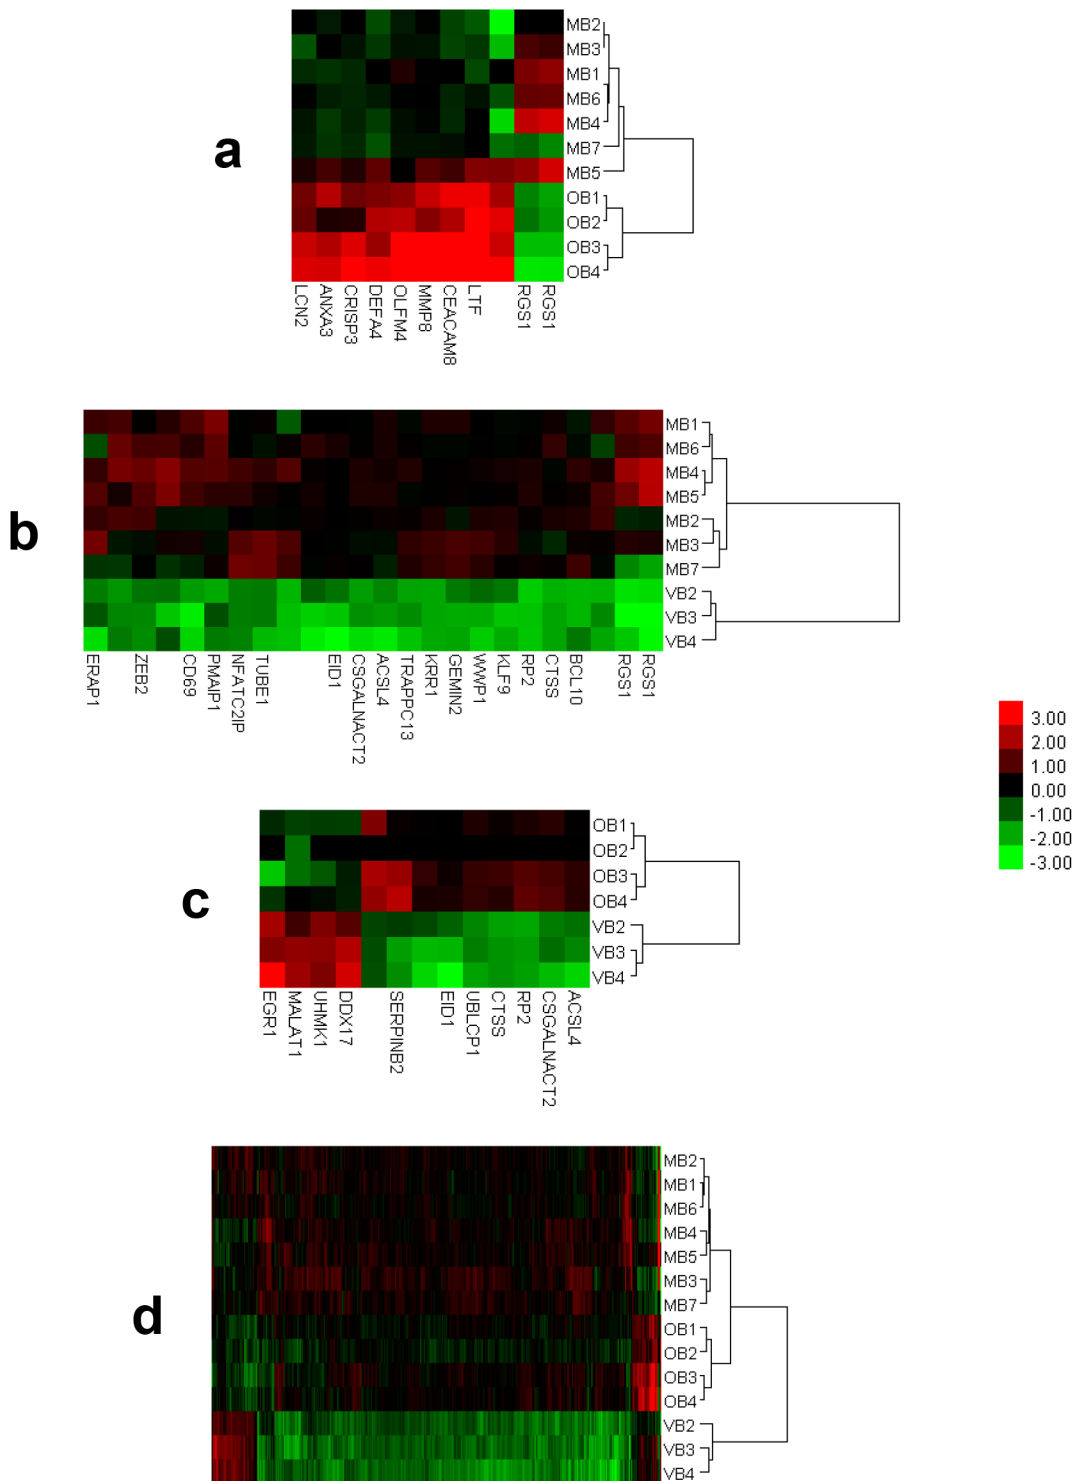 a
MB2
MB3
MB1
MB6
MB4
MB7
MB5
OB1
OB2
OB3
OB4
LCN2
ANXA3
CRISP3
DEFA4
OLFM4
MMP8
CEACAM8
LTF
RGS1
RGS1
b
MB1
MB6
MB4
MB5
MB2
MB3
MB7
VB2
VB3
VB4
ERAP1
ZEB2
CD69
PMAIP1
NFATC2IP
TUBE1
EID1
CSGALNACT2
ACSL4
TRAPPC13
KRR1
GEMIN2
WWP1
KLF9
RP2
CTSS
BCL10
RGS1
RGS1
3.00
2.00
1.00
0.00
-1.00
-2.00
-3.00
c
OB1
OB2
OB3
OB4
VB2
VB3
VB4
EGR1
MALAT1
UHMK1
DDX17
SERPINB2
EID1
UBLCP1
CTSS
RP2
CSGALNACT2
ACSL4
d
MB2
MB1
MB6
MB4
MB5
MB3
MB7
OB1
OB2
OB3
OB4
VB2
VB3
VB4